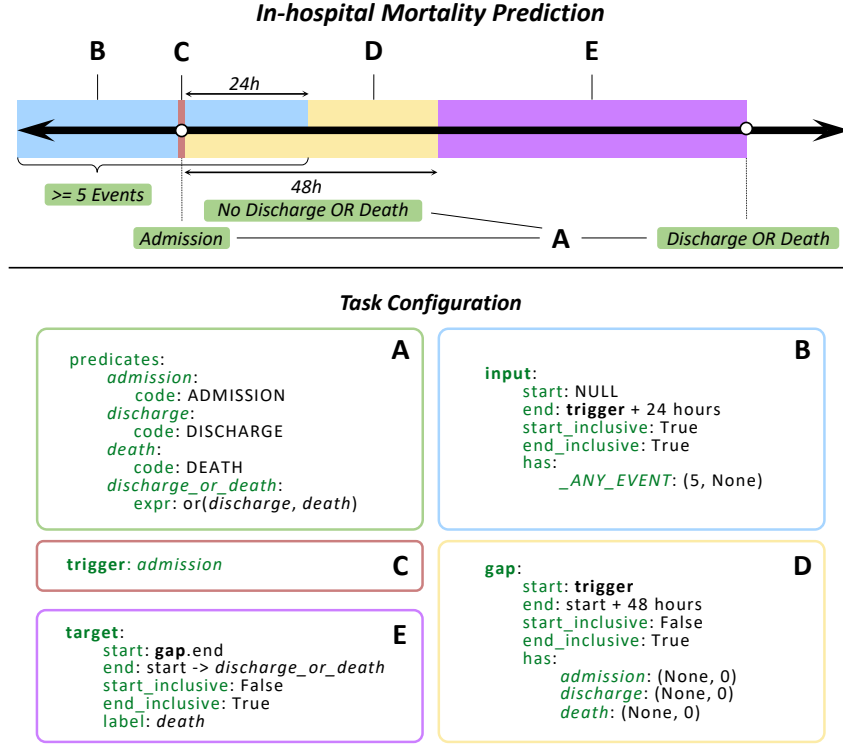 In-hospital Mortality Prediction
B C D E
24h
>= 5 Events
48h
No Discharge OR Death
Admission A Discharge OR Death
Task Configuration
A
predicates:
admission:
code: ADMISSION
discharge:
code: DISCHARGE
death:
code: DEATH
discharge_or_death:
expr: or(discharge, death)
B
input:
start: NULL
end: trigger + 24 hours
start_inclusive: True
end_inclusive: True
has:
_ANY_EVENT: (5, None)
trigger: admission C
D
gap:
start: trigger
end: start + 48 hours
start_inclusive: False
end_inclusive: True
has:
admission: (None, 0)
discharge: (None, 0)
death: (None, 0)
E
target:
start: gap.end
end: start -> discharge_or_death
start_inclusive: False
end_inclusive: True
label: death